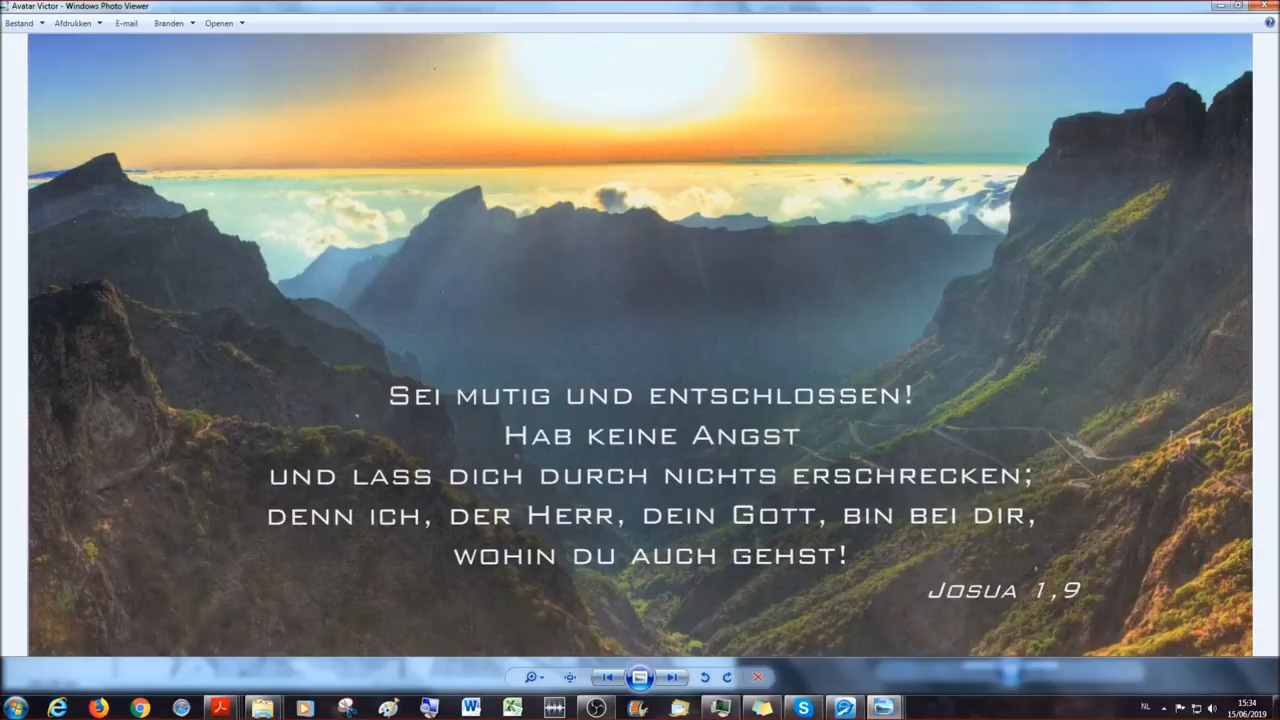 Avatar Victor - Windows Photo Viewer
Bestand Afdrukken E-mail Branden Openen
Sei mutig und entschlossen!
Hab keine Angst
und lass dich durch nichts erschrecken;
denn ich, der Herr, dein Gott, bin bei dir,
wohin du auch gehst!
Josua 1,9
NL
15:34
15/06/2019